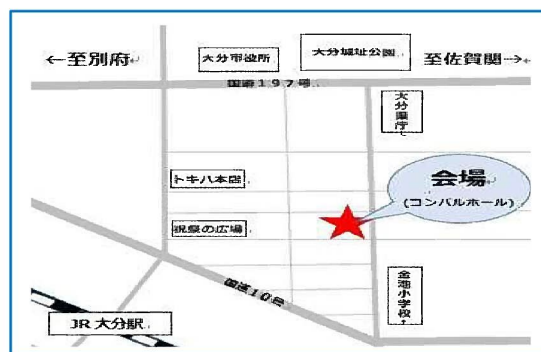 ←至別府
大分市役所
大分城址公園
至佐賀関→
国道197号
大分県庁
トキハ本店
会場
(コンパルホール)
祝祭の広場
国道10号
金池小学校
JR 大分駅